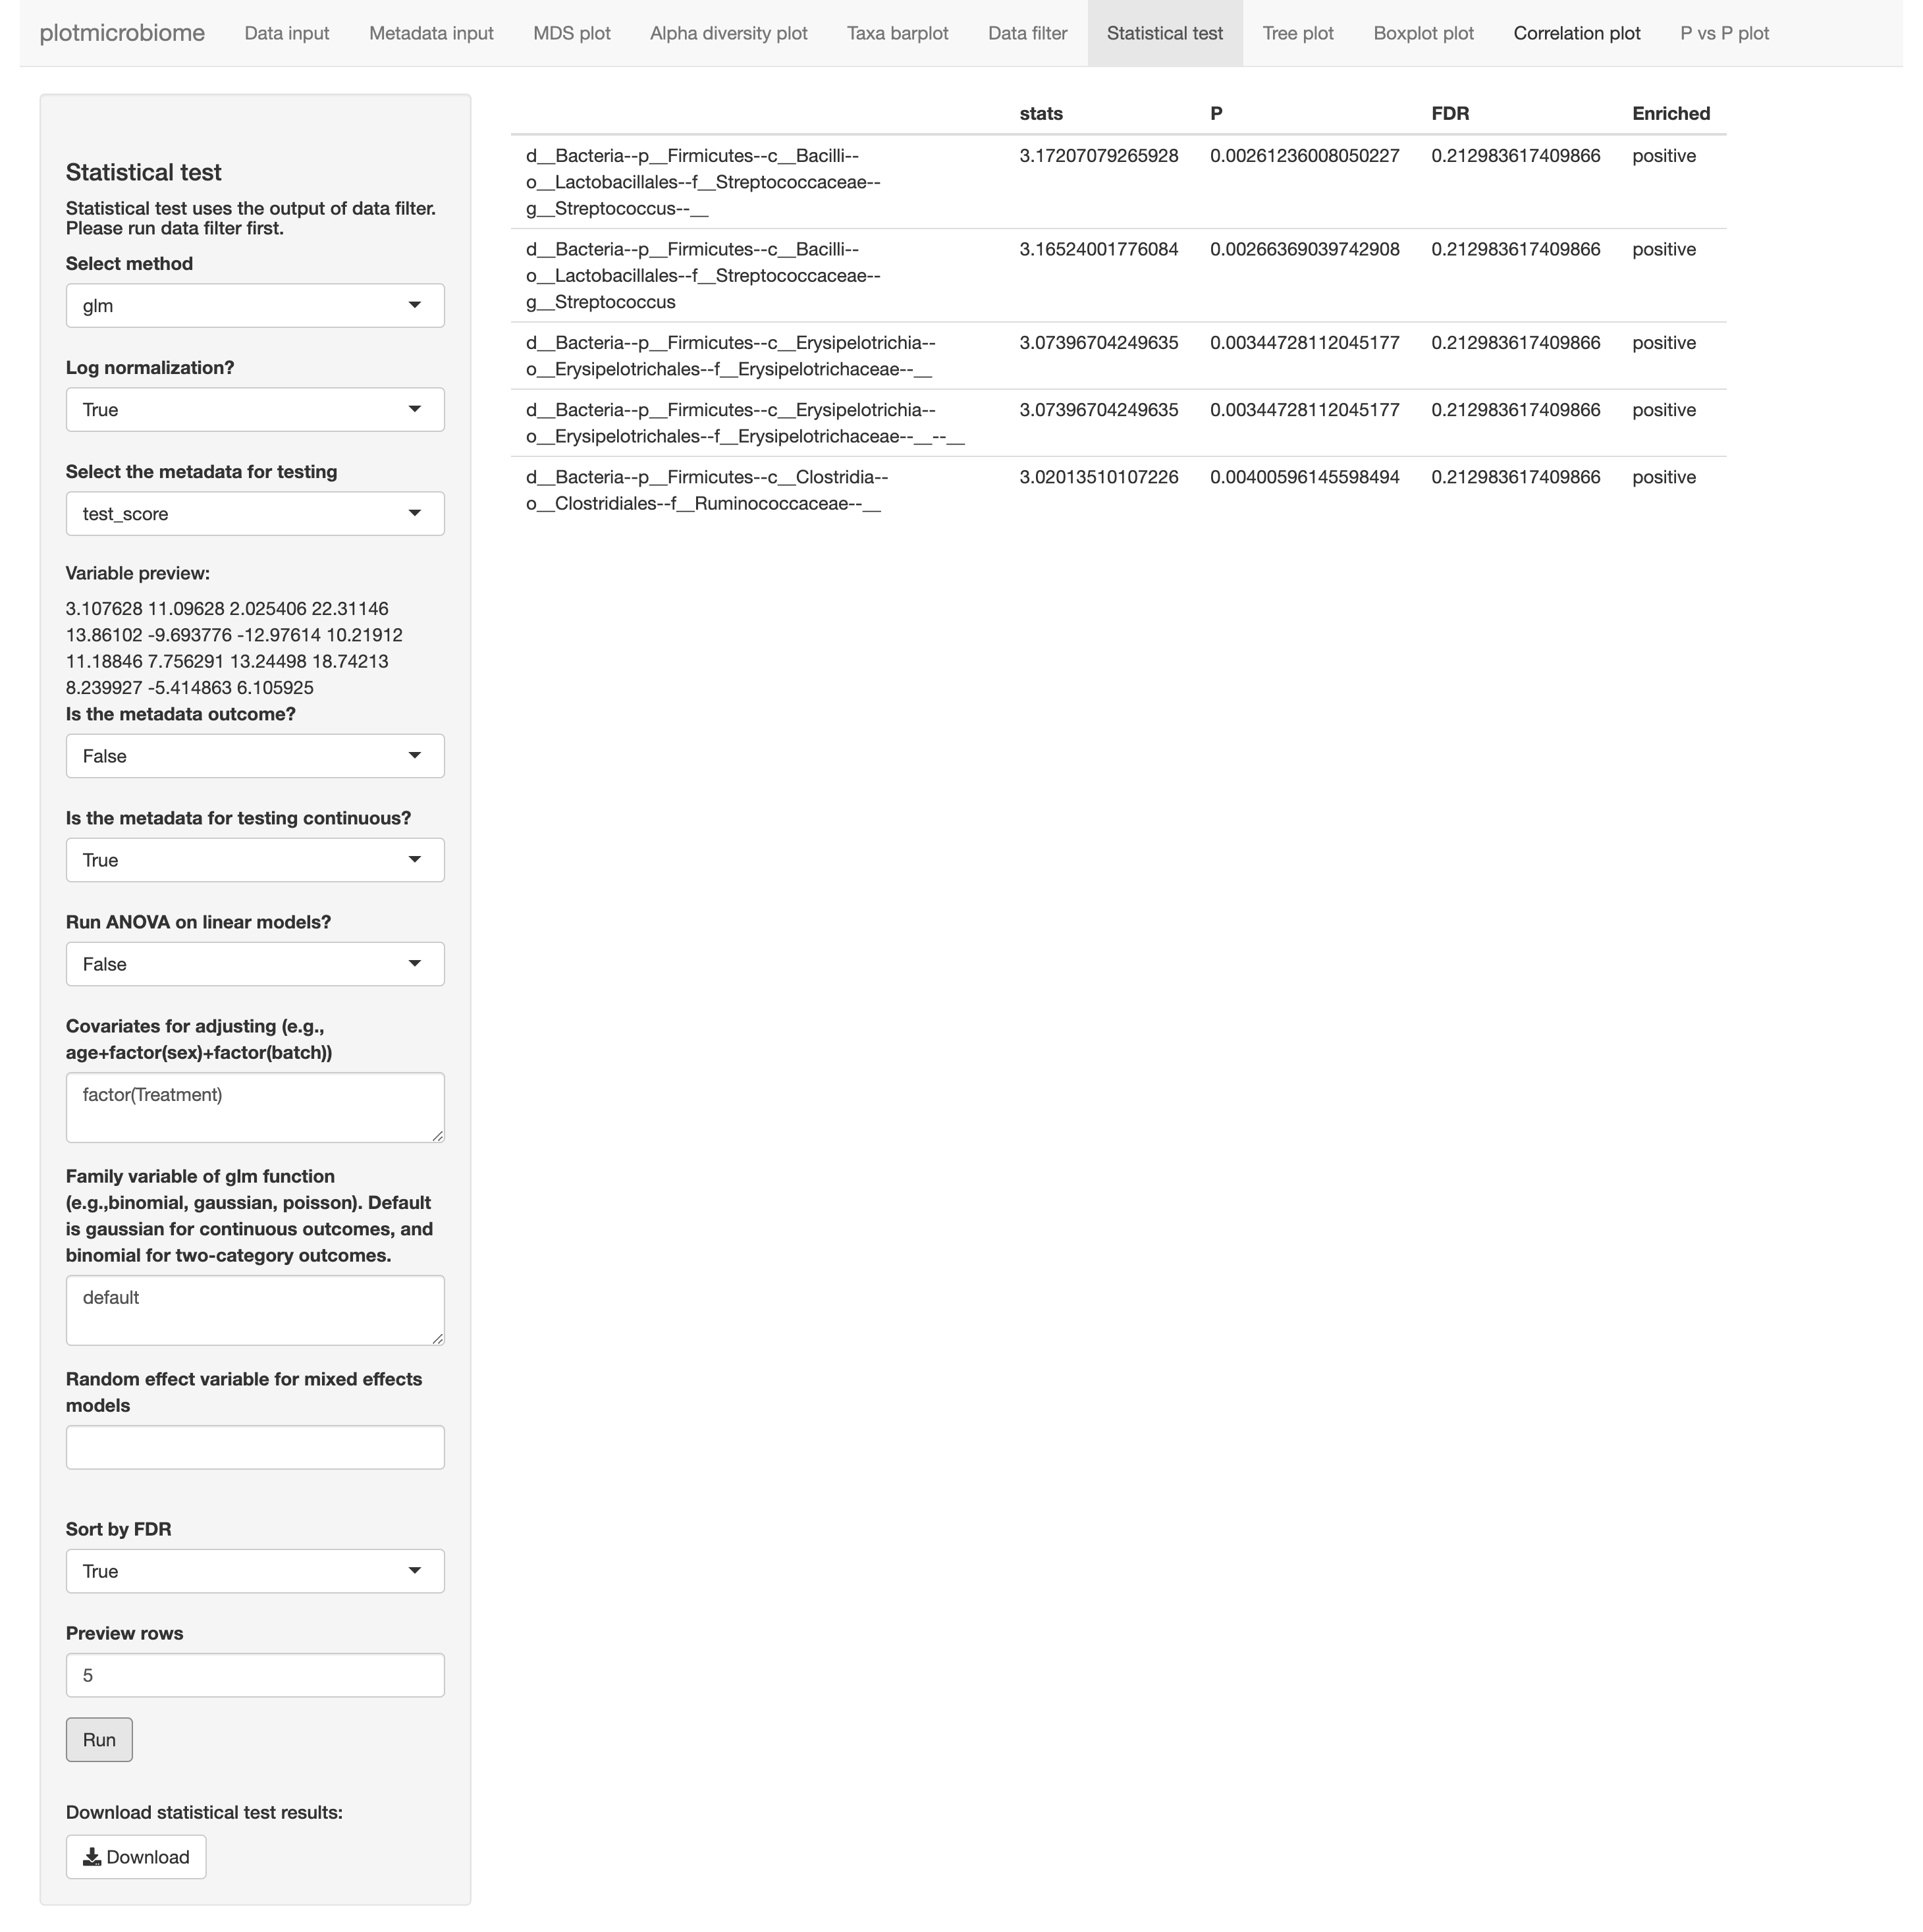 plotmicrobiome Data input Metadata input MDS plot Alpha diversity plot Taxa barplot Data filter Statistical test Tree plot Boxplot plot Correlation plot P vs P plot
Statistical test
Statistical test uses the output of data filter.
Please run data filter first.
Select method
glm
Log normalization?
True
Select the metadata for testing
test_score
Variable preview:
3.107628 11.09628 2.025406 22.31146
13.86102 -9.693776 -12.97614 10.21912
11.18846 7.756291 13.24498 18.74213
8.239927 -5.414863 6.105925
Is the metadata outcome?
False
Is the metadata for testing continuous?
True
Run ANOVA on linear models?
False
Covariates for adjusting (e.g.,
age+factor(sex)+factor(batch))
factor(Treatment)
Family variable of glm function
(e.g.,binomial, gaussian, poisson). Default
is gaussian for continuous outcomes, and
binomial for two-category outcomes.
default
Random effect variable for mixed effects
models
Sort by FDR
True
Preview rows
5
Run
Download statistical test results:
Download
stats P FDR Enriched
d__Bacteria--p__Firmicutes--c__Bacilli-- 3.17207079265928 0.00261236008050227 0.212983617409866 positive
o__Lactobacillales--f__Streptococcaceae--
g__Streptococcus--__
d__Bacteria--p__Firmicutes--c__Bacilli-- 3.16524001776084 0.00266369039742908 0.212983617409866 positive
o__Lactobacillales--f__Streptococcaceae--
g__Streptococcus
d__Bacteria--p__Firmicutes--c__Erysipelotrichia-- 3.07396704249635 0.00344728112045177 0.212983617409866 positive
o__Erysipelotrichales--f__Erysipelotrichaceae--__
d__Bacteria--p__Firmicutes--c__Erysipelotrichia-- 3.07396704249635 0.00344728112045177 0.212983617409866 positive
o__Erysipelotrichales--f__Erysipelotrichaceae--__--__
d__Bacteria--p__Firmicutes--c__Clostridia-- 3.02013510107226 0.00400596145598494 0.212983617409866 positive
o__Clostridiales--f__Ruminococcaceae--__